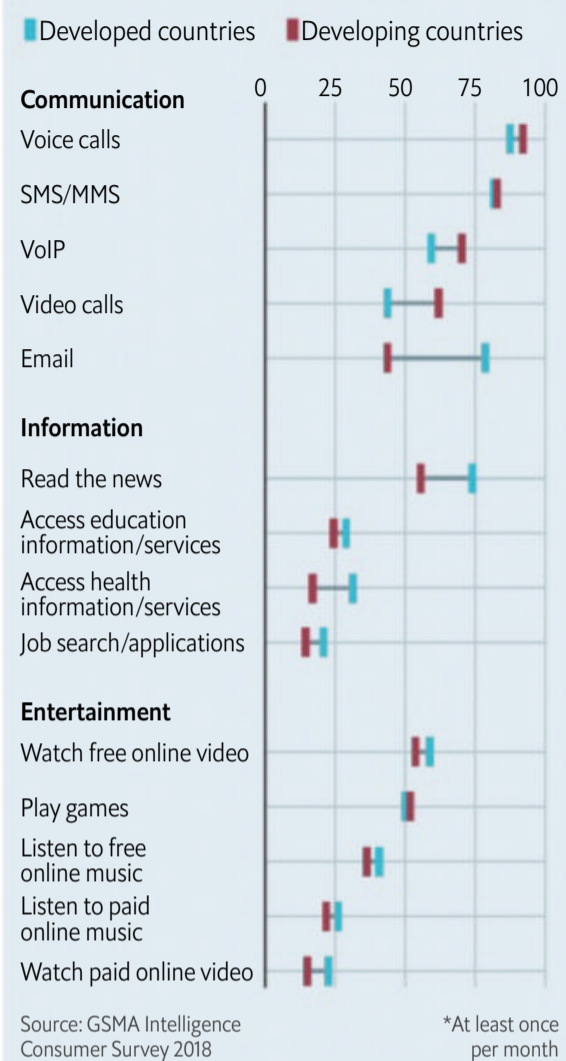 Developed countries Developing countries
0 25 50 75 100
Communication
Voice calls
SMS/MMS
VoIP
Video calls
Email
Information
Read the news
Access education
information/services
Access health
information/services
Job search/applications
Entertainment
Watch free online video
Play games
Listen to free
online music
Listen to paid
online music
Watch paid online video
Source: GSMA Intelligence
Consumer Survey 2018
*At least once
per month